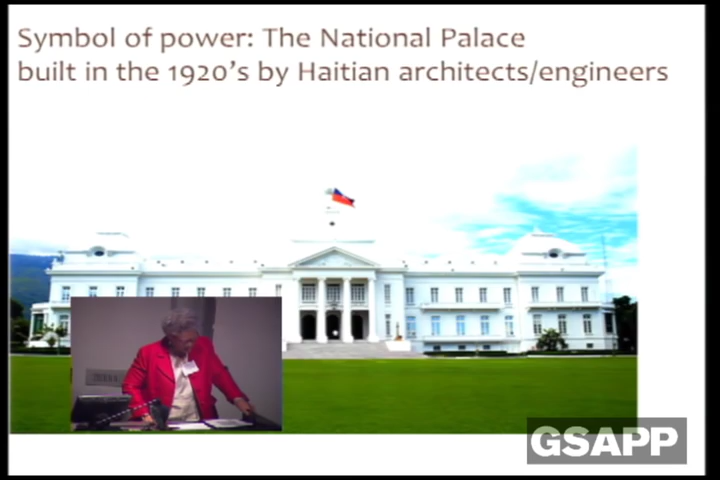 Symbol of power: The National Palace
built in the 1920's by Haitian architects/engineers
GSAPP